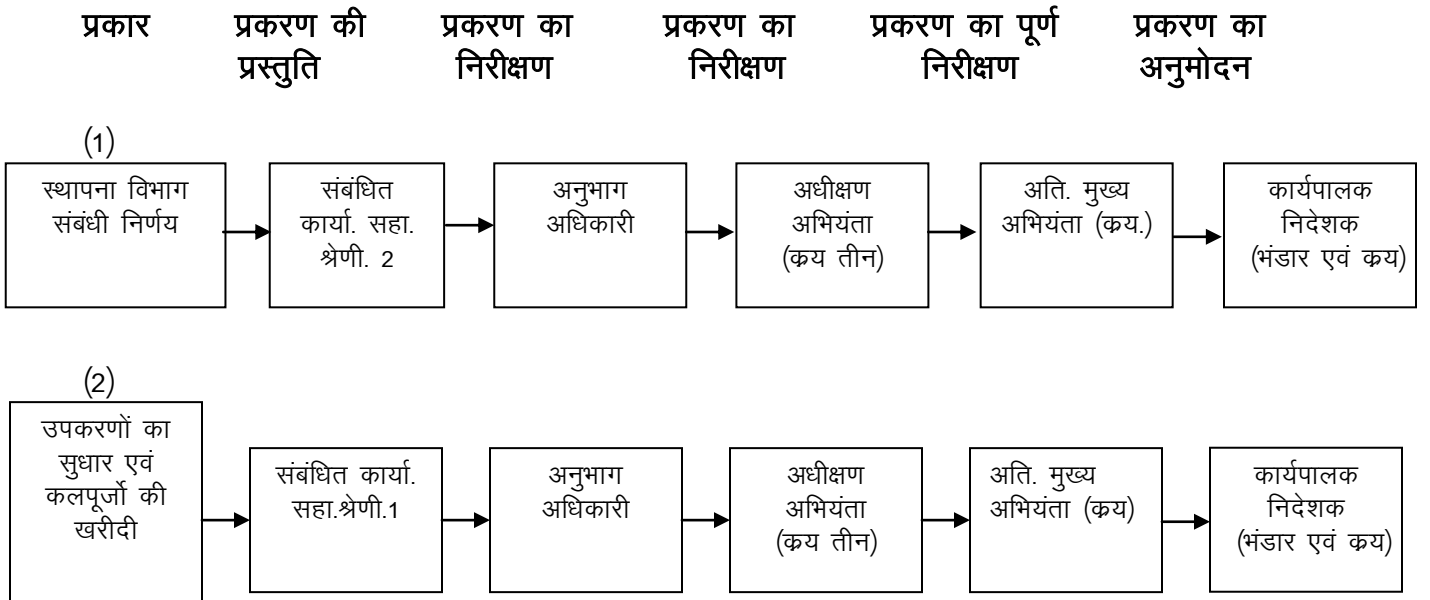 प्रकार प्रकरण की प्रकरण का प्रकरण का प्रकरण का पूर्ण प्रकरण का
प्रस्तुति निरीक्षण निरीक्षण निरीक्षण अनुमोदन
(1)
स्थापना विभाग
संबंधी निर्णय
संबंधित
कार्या. सहा.
श्रेणी. 2
अनुभाग
अधिकारी
अधीक्षण
अभियंता
(क्रय तीन)
अति. मुख्य
अभियंता (क्रय.)
कार्यपालक
निदेशक
(भंडार एवं क्रय)
(2)
उपकरणों का
सुधार एवं
कलपूर्जो की
खरीदी
संबंधित कार्या.
सहा.श्रेणी.1
अनुभाग
अधिकारी
अधीक्षण
अभियंता
(क्रय तीन)
अति. मुख्य
अभियंता (क्रय)
कार्यपालक
निदेशक
(भंडार एवं क्रय)